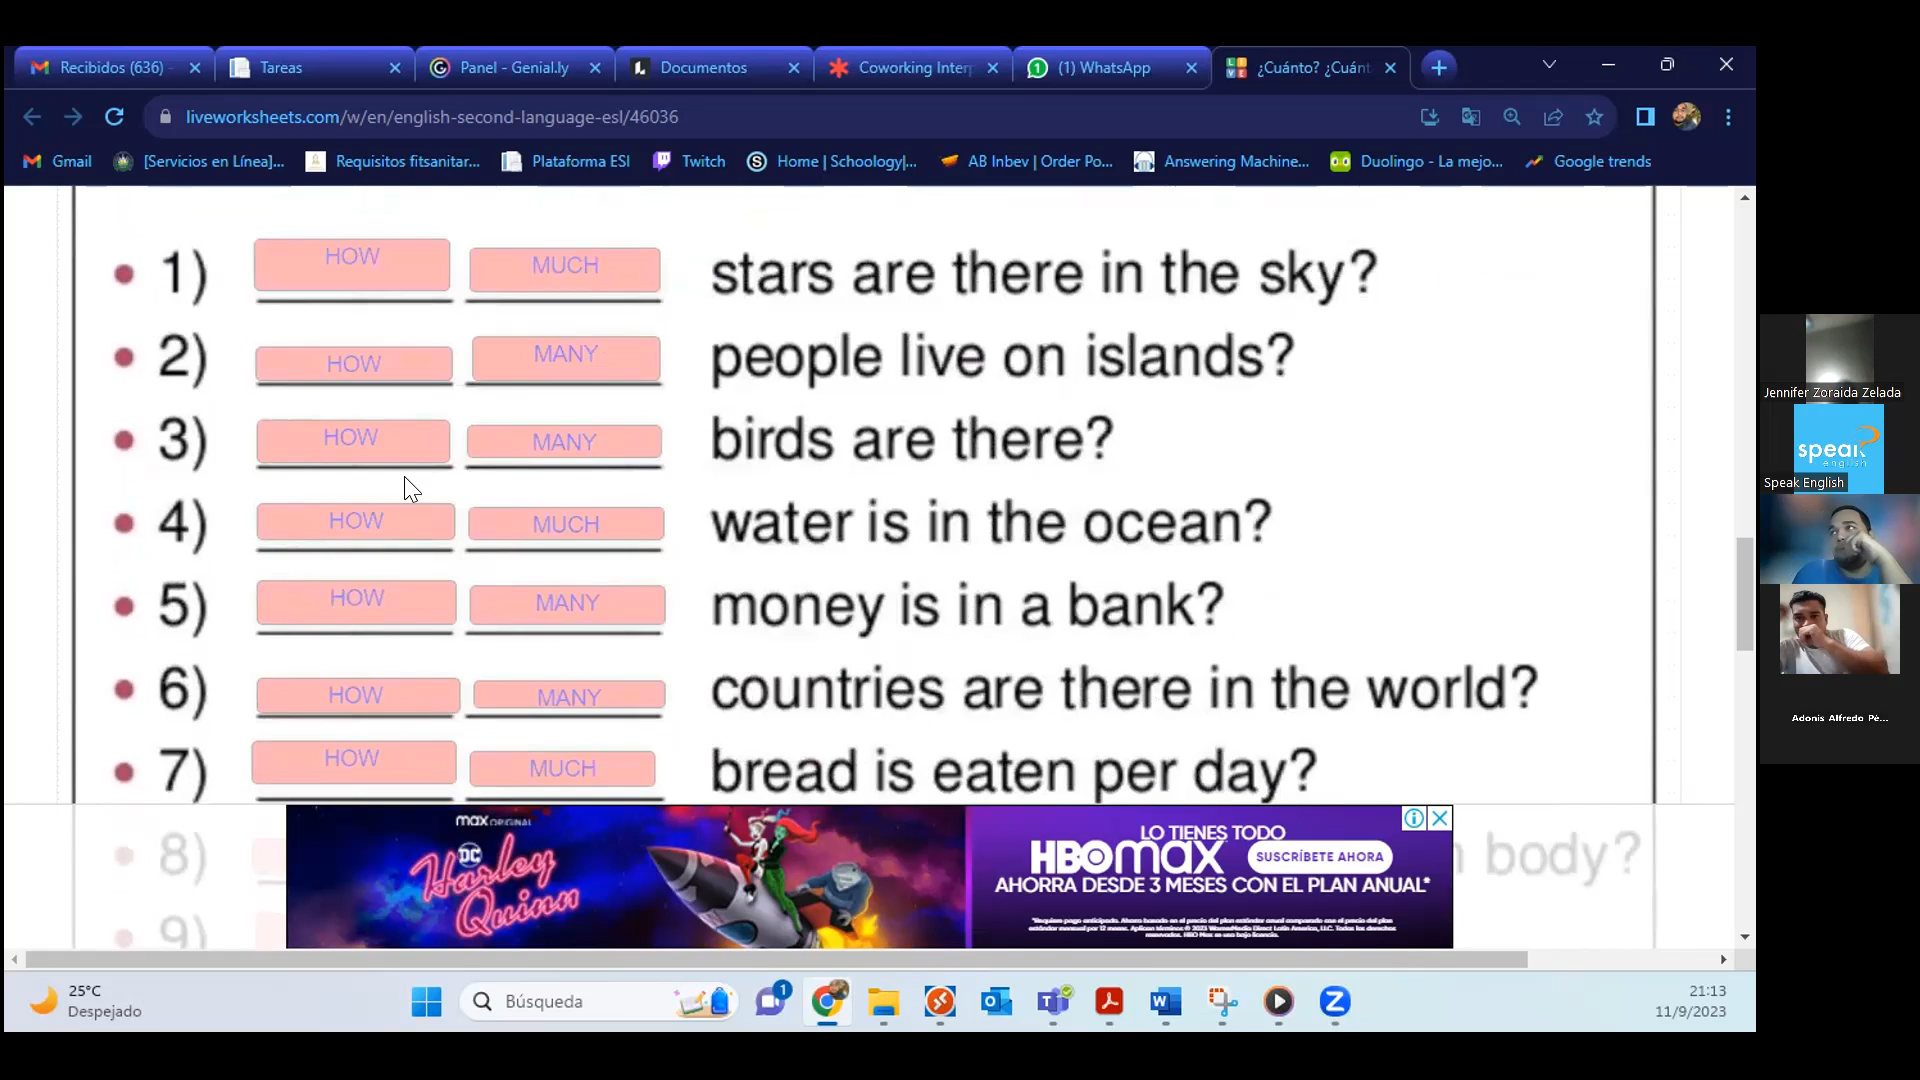 Recibidos (636) -
Tareas
Panel - Genial.ly
Documentos
Coworking Interp
(1) WhatsApp
¿Cuánto? ¿Cuánt
liveworksheets.com/w/en/english-second-language-esl/46036
Gmail
[Servicios en Línea]...
Requisitos fitsanitar...
Plataforma ESI
Twitch
Home | Schoology|...
AB Inbev | Order Po...
Answering Machine...
Duolingo - La mejo...
Google trends
1) HOW MUCH stars are there in the sky?
2) HOW MANY people live on islands?
3) HOW MANY birds are there?
4) HOW MUCH water is in the ocean?
5) HOW MANY money is in a bank?
6) HOW MANY countries are there in the world?
7) HOW MUCH bread is eaten per day?
8) body?
9)
max ORIGINAL
DC
Harley
Quinn
LO TIENES TODO
HBOmax SUSCRÍBETE AHORA
AHORRA DESDE 3 MESES CON EL PLAN ANUAL*
Jennifer Zoraida Zelada
speak
english
Speak English
Adonis Alfredo Pé...
25°C
Despejado
Búsqueda
1
21:13
11/9/2023